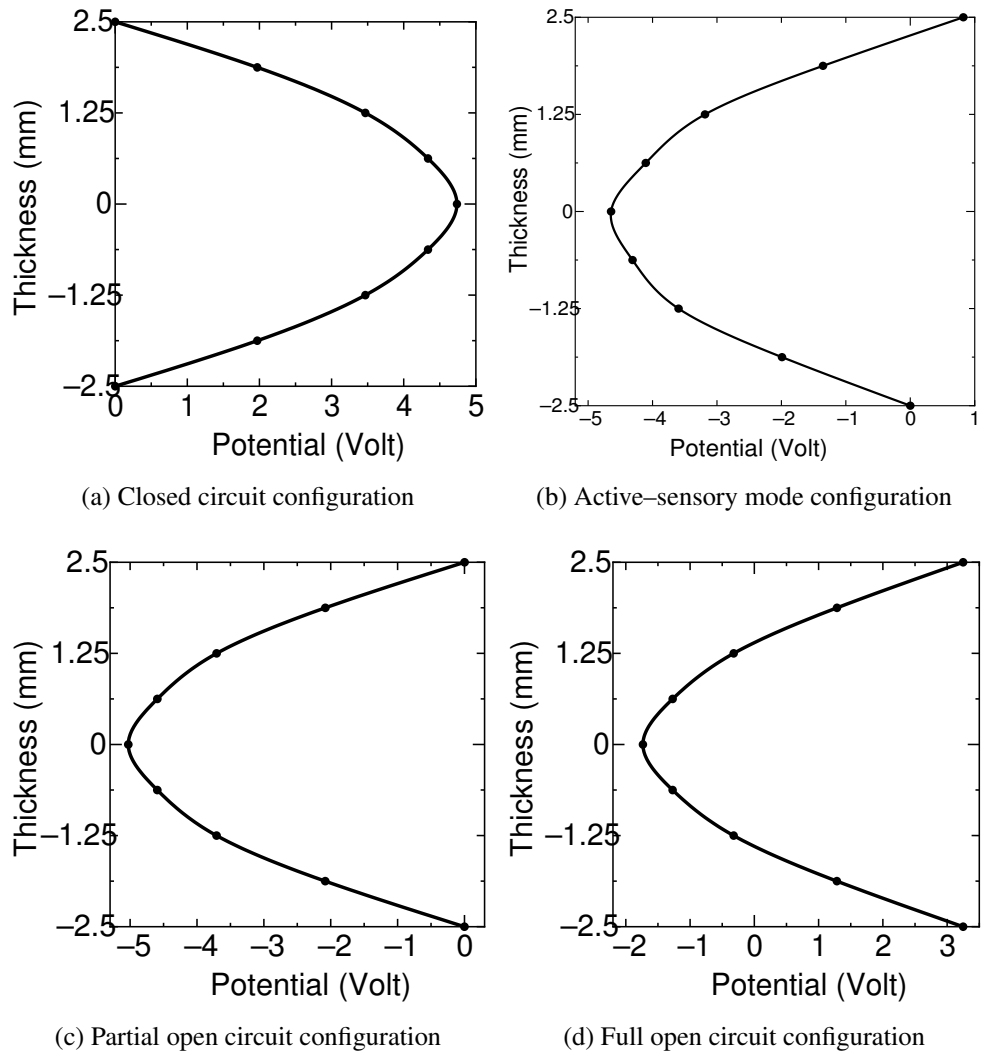 2.5
1.25
0
−1.25
−2.5
Thickness (mm)
0 1 2 3 4 5
Potential (Volt)
(a) Closed circuit configuration
2.5
1.25
0
−1.25
−2.5
Thickness (mm)
−5 −4 −3 −2 −1 0 1
Potential (Volt)
(b) Active–sensory mode configuration
2.5
1.25
0
−1.25
−2.5
Thickness (mm)
−5 −4 −3 −2 −1 0
Potential (Volt)
(c) Partial open circuit configuration
2.5
1.25
0
−1.25
−2.5
Thickness (mm)
−2 −1 0 1 2 3
Potential (Volt)
(d) Full open circuit configuration